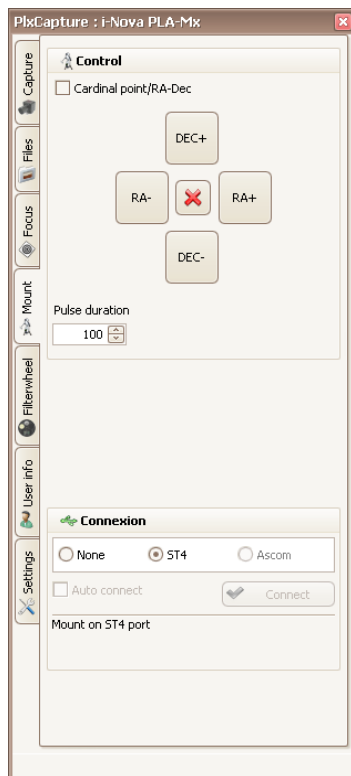 PlxCapture : i-Nova PLA-Mx
Capture
Files
Focus
Mount
Filterwheel
User info
Settings
Control
Cardinal point/RA-Dec
DEC+
RA-
RA+
DEC-
Pulse duration
100
Connexion
None ST4 Ascom
Auto connect Connect
Mount on ST4 port